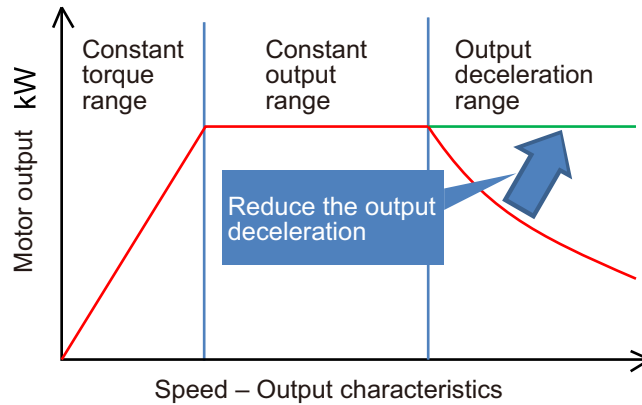 Constant
torque
range
Constant
output
range
Output
deceleration
range
Motor output kW
Reduce the output
deceleration
Speed – Output characteristics